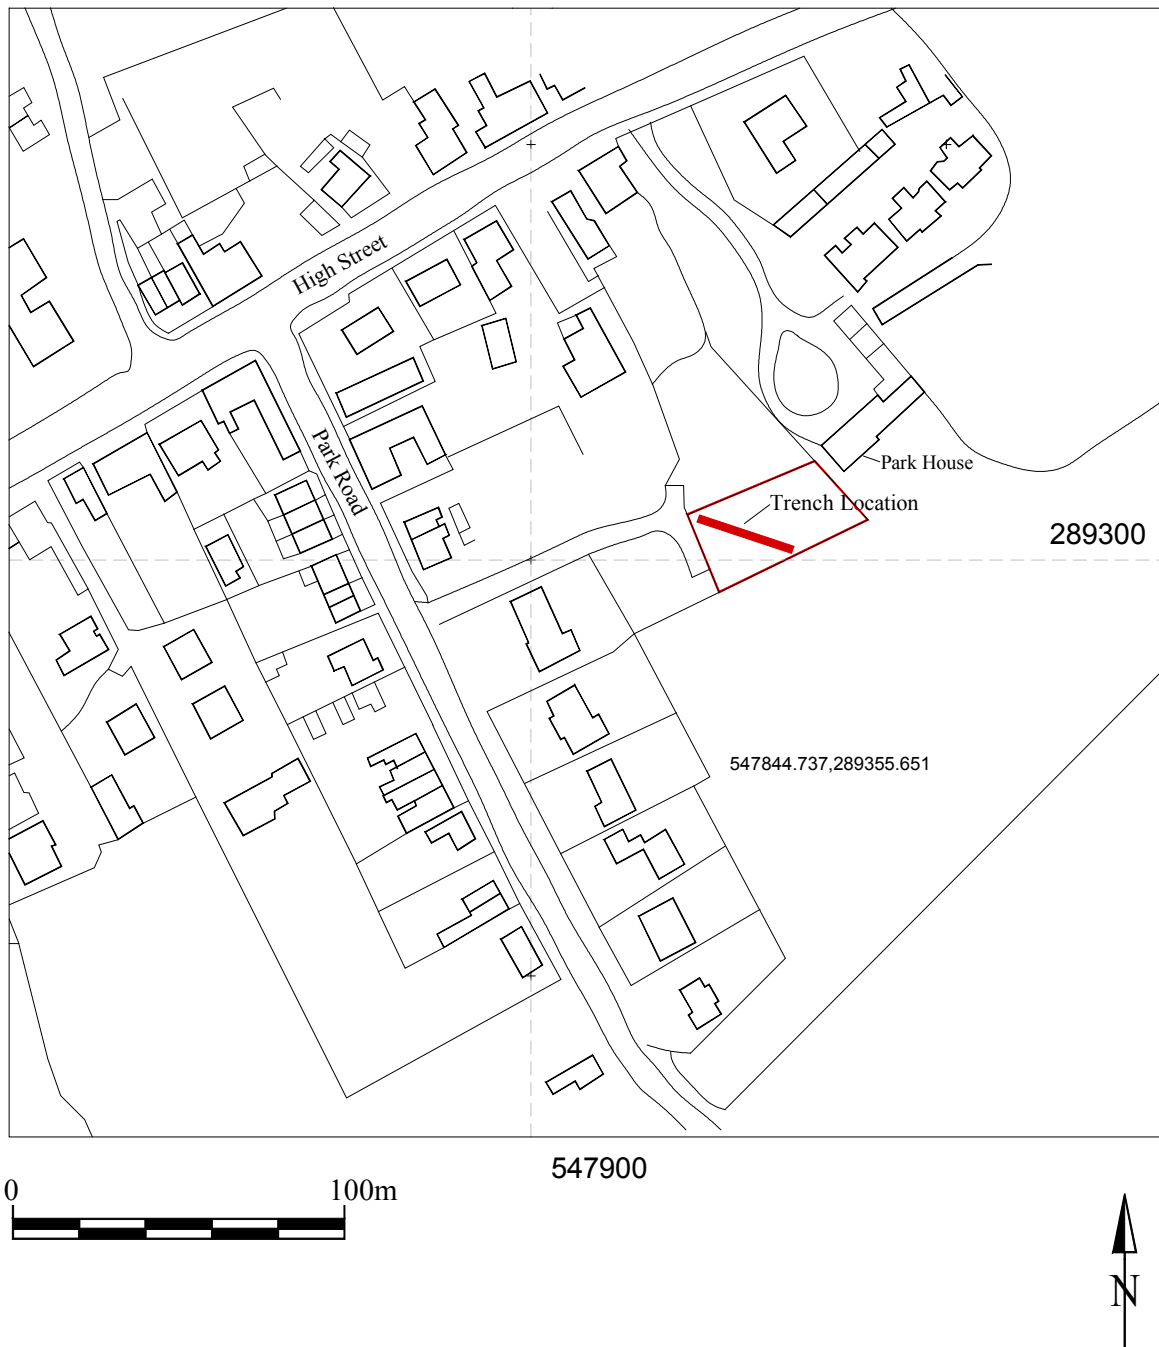 High Street
Park Road
Park House
Trench Location
289300
547844.737,289355.651
547900
0 100m
N